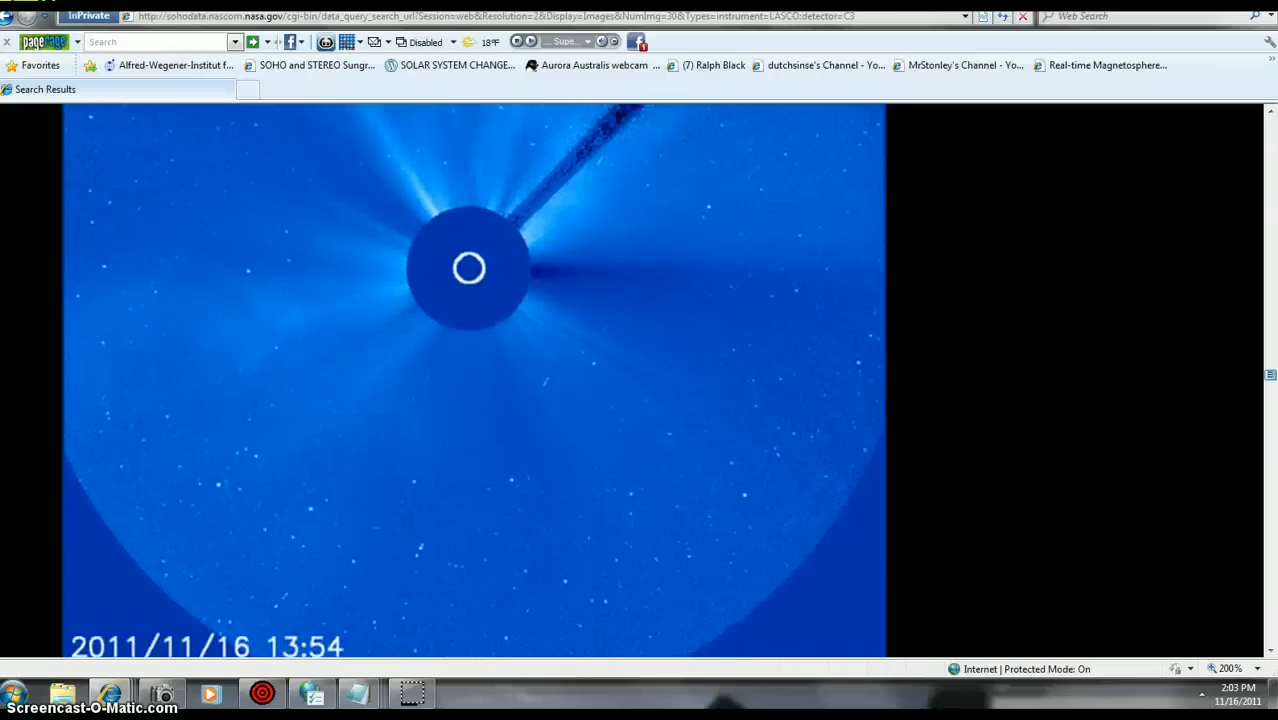 InPrivate http://sohodata.nascom.nasa.gov/cgi-bin/data_query_search_url?Session=web&Resolution=2&Display=Images&NumImg=30&Types=instrument=LASCO:detector=C3 Web Search
pagerage Search Disabled 18°F Supe... 1
Favorites Alfred-Wegener-Institut f... SOHO and STEREO Sungr... SOLAR SYSTEM CHANGE... Aurora Australis webcam ... (7) Ralph Black dutchsinse's Channel - Yo... MrStonley's Channel - Yo... Real-time Magnetosphere...
Search Results
2011/11/16 13:54
Internet | Protected Mode: On 200%
2:03 PM
11/16/2011
Screencast-O-Matic.com